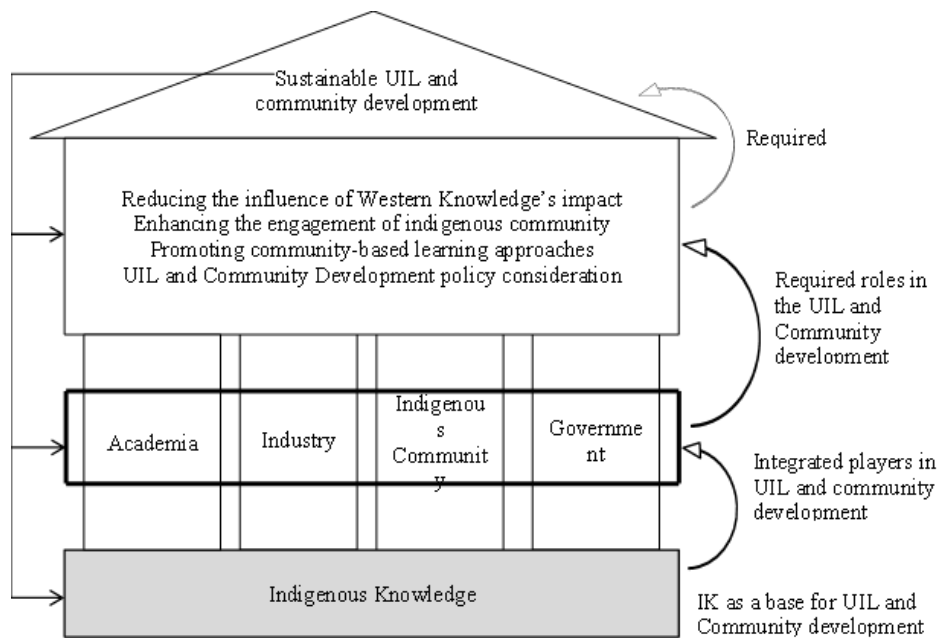 Sustainable UIL and
community development
Required
Reducing the influence of Western Knowledge's impact
Enhancing the engagement of indigenous community
Promoting community-based learning approaches
UIL and Community Development policy consideration
Required roles in
the UIL and
Community
development
Academia
Industry
Indigenou
s
Communit
y
Governme
nt
Integrated players in
UIL and community
development
Indigenous Knowledge
IK as a base for UIL and
Community development